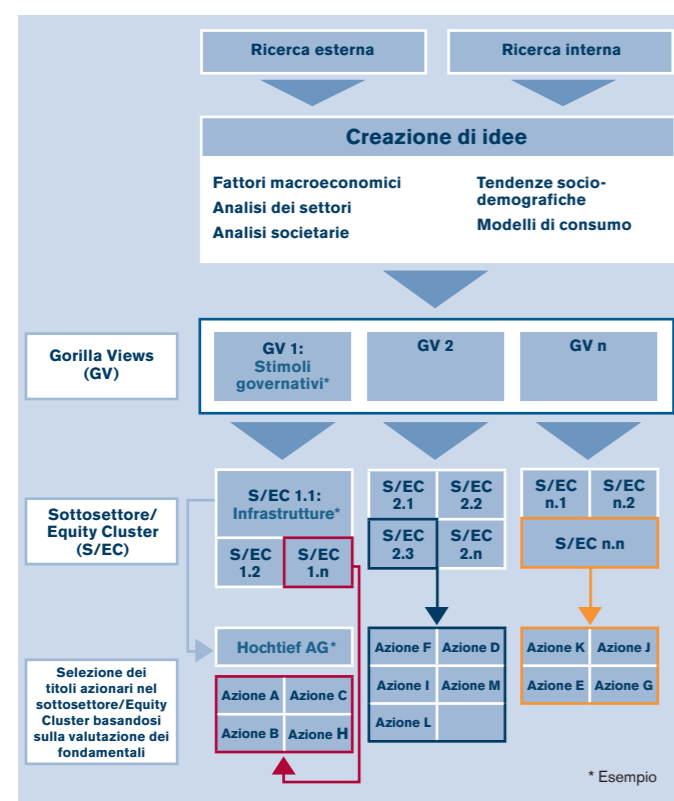 Ricerca esterna
Ricerca interna
Creazione di idee
Fattori macroeconomici
Analisi dei settori
Analisi societarie
Tendenze socio-
demografiche
Modelli di consumo
Gorilla Views
(GV)
GV 1:
Stimoli
governativi*
GV 2
GV n
Sottosettore/
Equity Cluster
(S/EC)
S/EC 1.1:
Infrastrutture*
S/EC
1.2
S/EC
1.n
S/EC
2.1
S/EC
2.2
S/EC
2.3
S/EC
2.n
S/EC
n.1
S/EC
n.2
S/EC n.n
Selezione dei
titoli azionari nel
sottosettore/Equity
Cluster basandosi
sulla valutazione dei
fondamentali
Hochtief AG*
Azione A
Azione C
Azione B
Azione H
Azione F
Azione D
Azione I
Azione M
Azione L
Azione K
Azione J
Azione E
Azione G
* Esempio